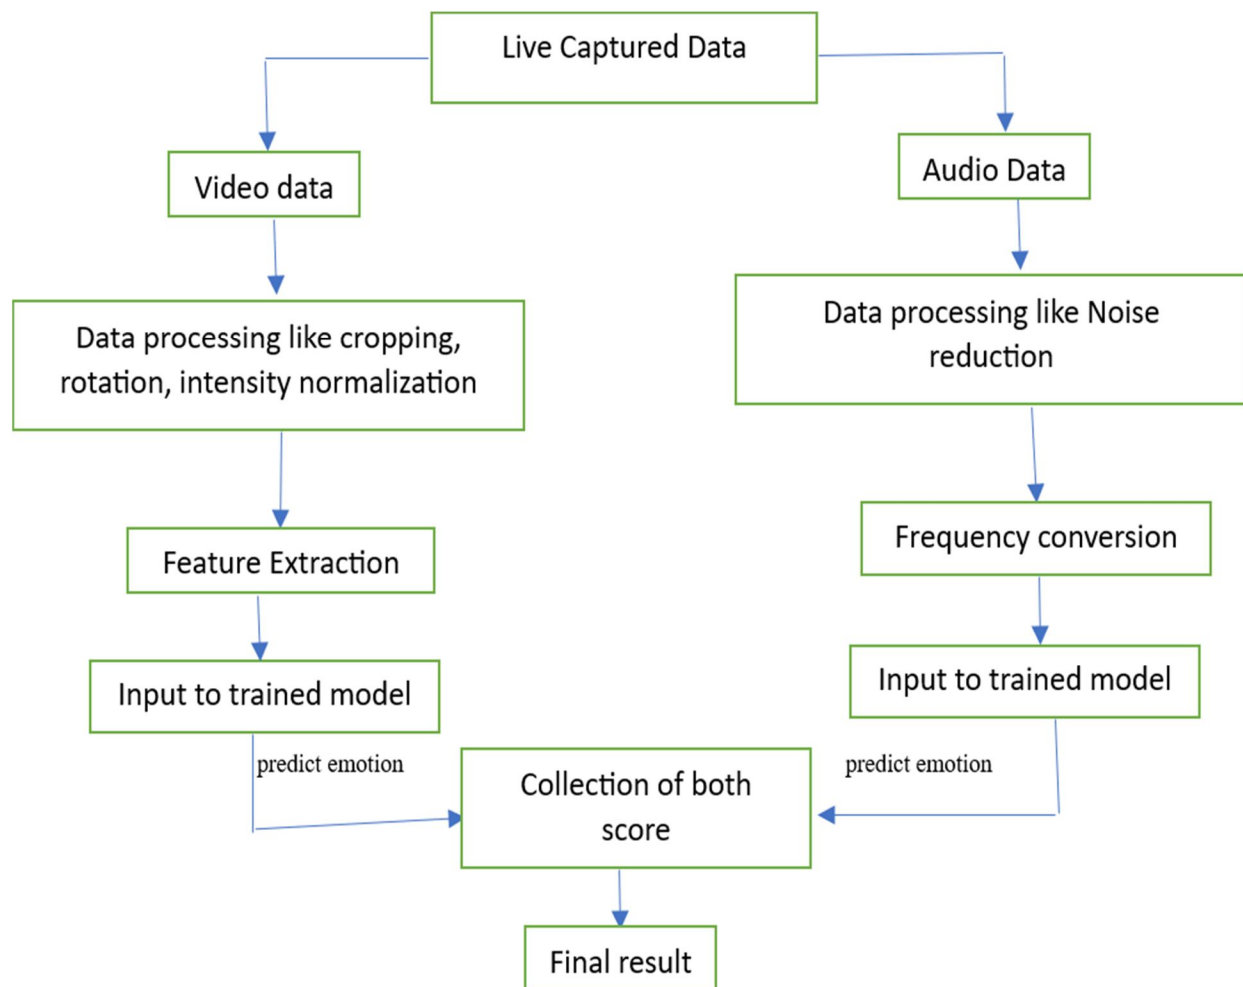 Live Captured Data
Video data
Audio Data
Data processing like cropping,
rotation, intensity normalization
Data processing like Noise
reduction
Feature Extraction
Frequency conversion
Input to trained model
Input to trained model
predict emotion
predict emotion
Collection of both
score
Final result